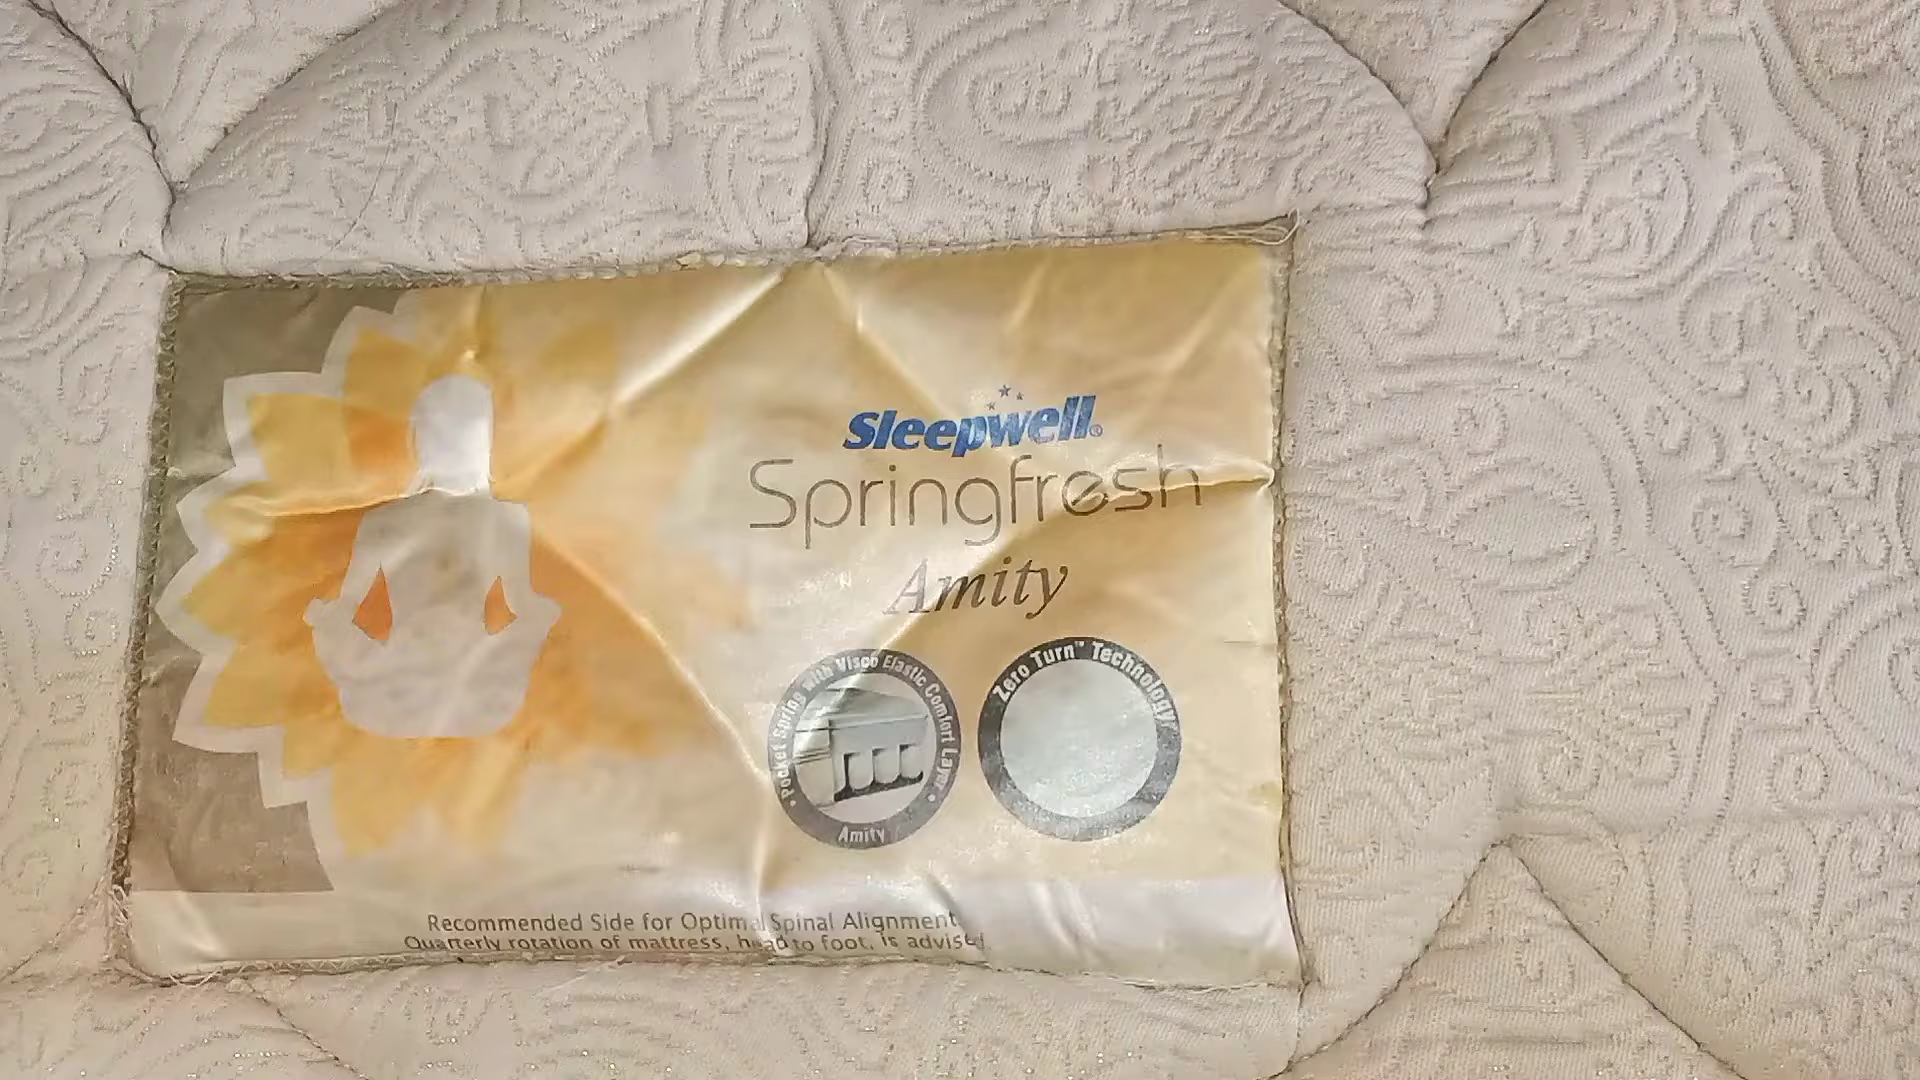 Sleepwell®
Springfresh
Amity
• Pocket Spring with Visco Elastic Comfort Layer •
Amity
Zero Turn™ Technology
Recommended Side for Optimal Spinal Alignment
Quarterly rotation of mattress, head to foot, is advised